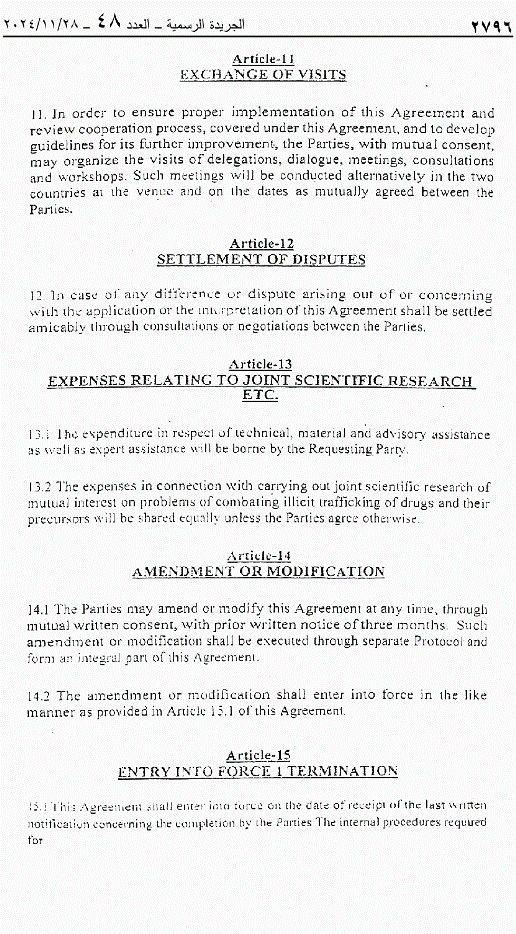 ٢٧٩٦ الجريدة الرسمية ـ العدد ٤٨ ـ ٢٠٢٤/١١/٢٨
Article-11
EXCHANGE OF VISITS
11. In order to ensure proper implementation of this Agreement and
review cooperation process, covered under this Agreement, and to develop
guidelines for its further improvement, the Parties, with mutual consent,
may organize the visits of delegations, dialogue, meetings, consultations
and workshops. Such meetings will be conducted alternatively in the two
countries at the venue and on the dates as mutually agreed between the
Parties.
Article-12
SETTLEMENT OF DISPUTES
12. In case of any difference or dispute arising out of or concerning
with the application or the interpretation of this Agreement shall be settled
amicably through consultations or negotiations between the Parties.
Article-13
EXPENSES RELATING TO JOINT SCIENTIFIC RESEARCH
ETC.
13.1 The expenditure in respect of technical, material and advisory assistance
as well as expert assistance will be borne by the Requesting Party.
13.2 The expenses in connection with carrying out joint scientific research of
mutual interest on problems of combating illicit trafficking of drugs and their
precursors will be shared equally unless the Parties agree otherwise.
Article-14
AMENDMENT OR MODIFICATION
14.1 The Parties may amend or modify this Agreement at any time, through
mutual written consent, with prior written notice of three months. Such
amendment or modification shall be executed through separate Protocol and
form an integral part of this Agreement.
14.2 The amendment or modification shall enter into force in the like
manner as provided in Article 15.1 of this Agreement.
Article-15
ENTRY INTO FORCE 1 TERMINATION
15.1 This Agreement shall enter into force on the date of receipt of the last written
notification concerning the completion by the Parties The internal procedures required
for